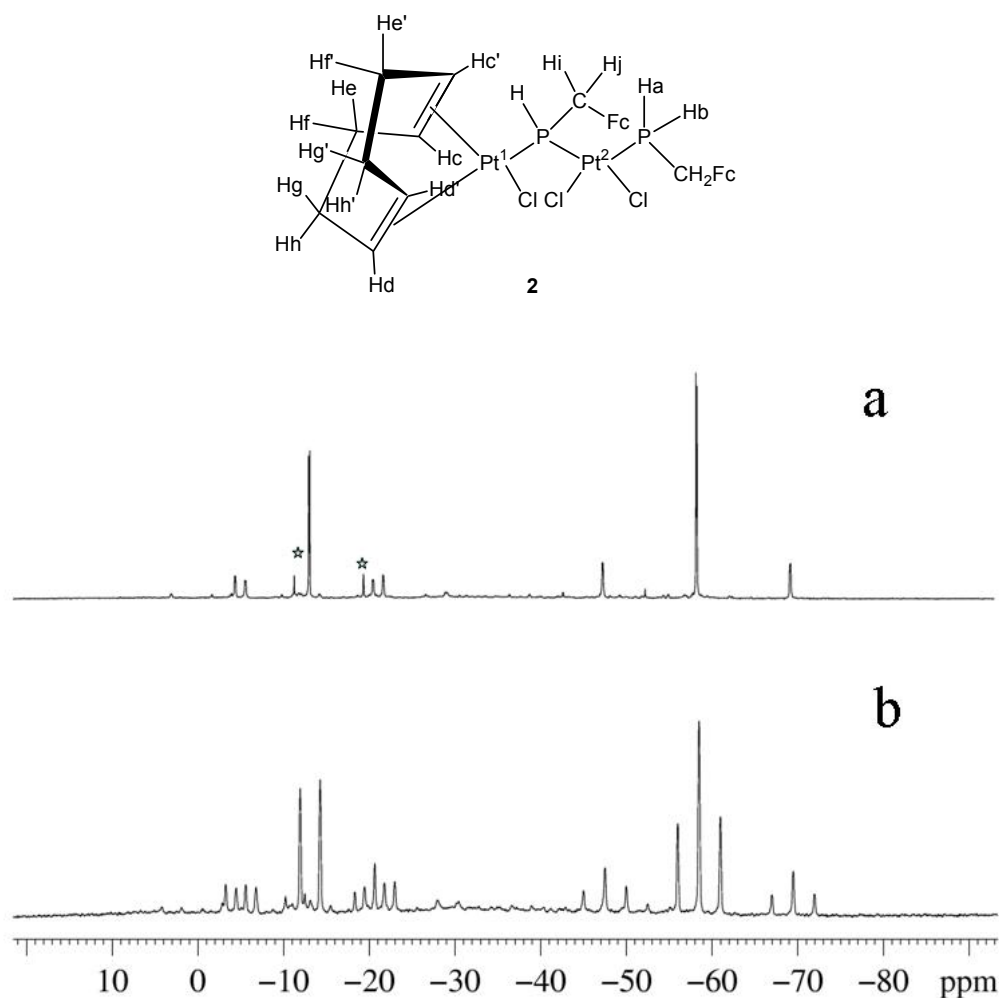 He'
Hf'
Hc'
He
Hi
Hj
H
C
Ha
Hf
Fc
Hb
P
P
Hg'
Hc
Pt1
Pt2
Hg
Hd'
Cl
Cl
Cl
CH2Fc
Hh'
Hh
Hd
2
a
☆
☆
b
10 0 −10 −20 −30 −40 −50 −60 −70 −80 ppm